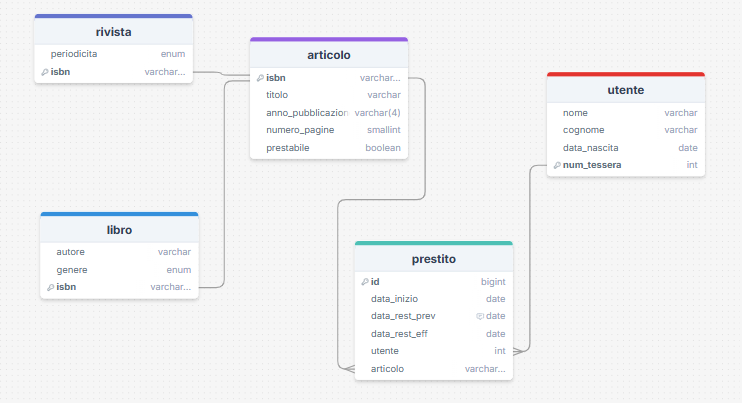 rivista
periodicita enum
isbn varchar...
articolo
isbn varchar...
titolo varchar
anno_pubblicazion varchar(4)
numero_pagine smallint
prestabile boolean
utente
nome varchar
cognome varchar
data_nascita date
num_tessera int
libro
autore varchar
genere enum
isbn varchar...
prestito
id bigint
data_inizio date
data_rest_prev date
data_rest_eff date
utente int
articolo varchar...